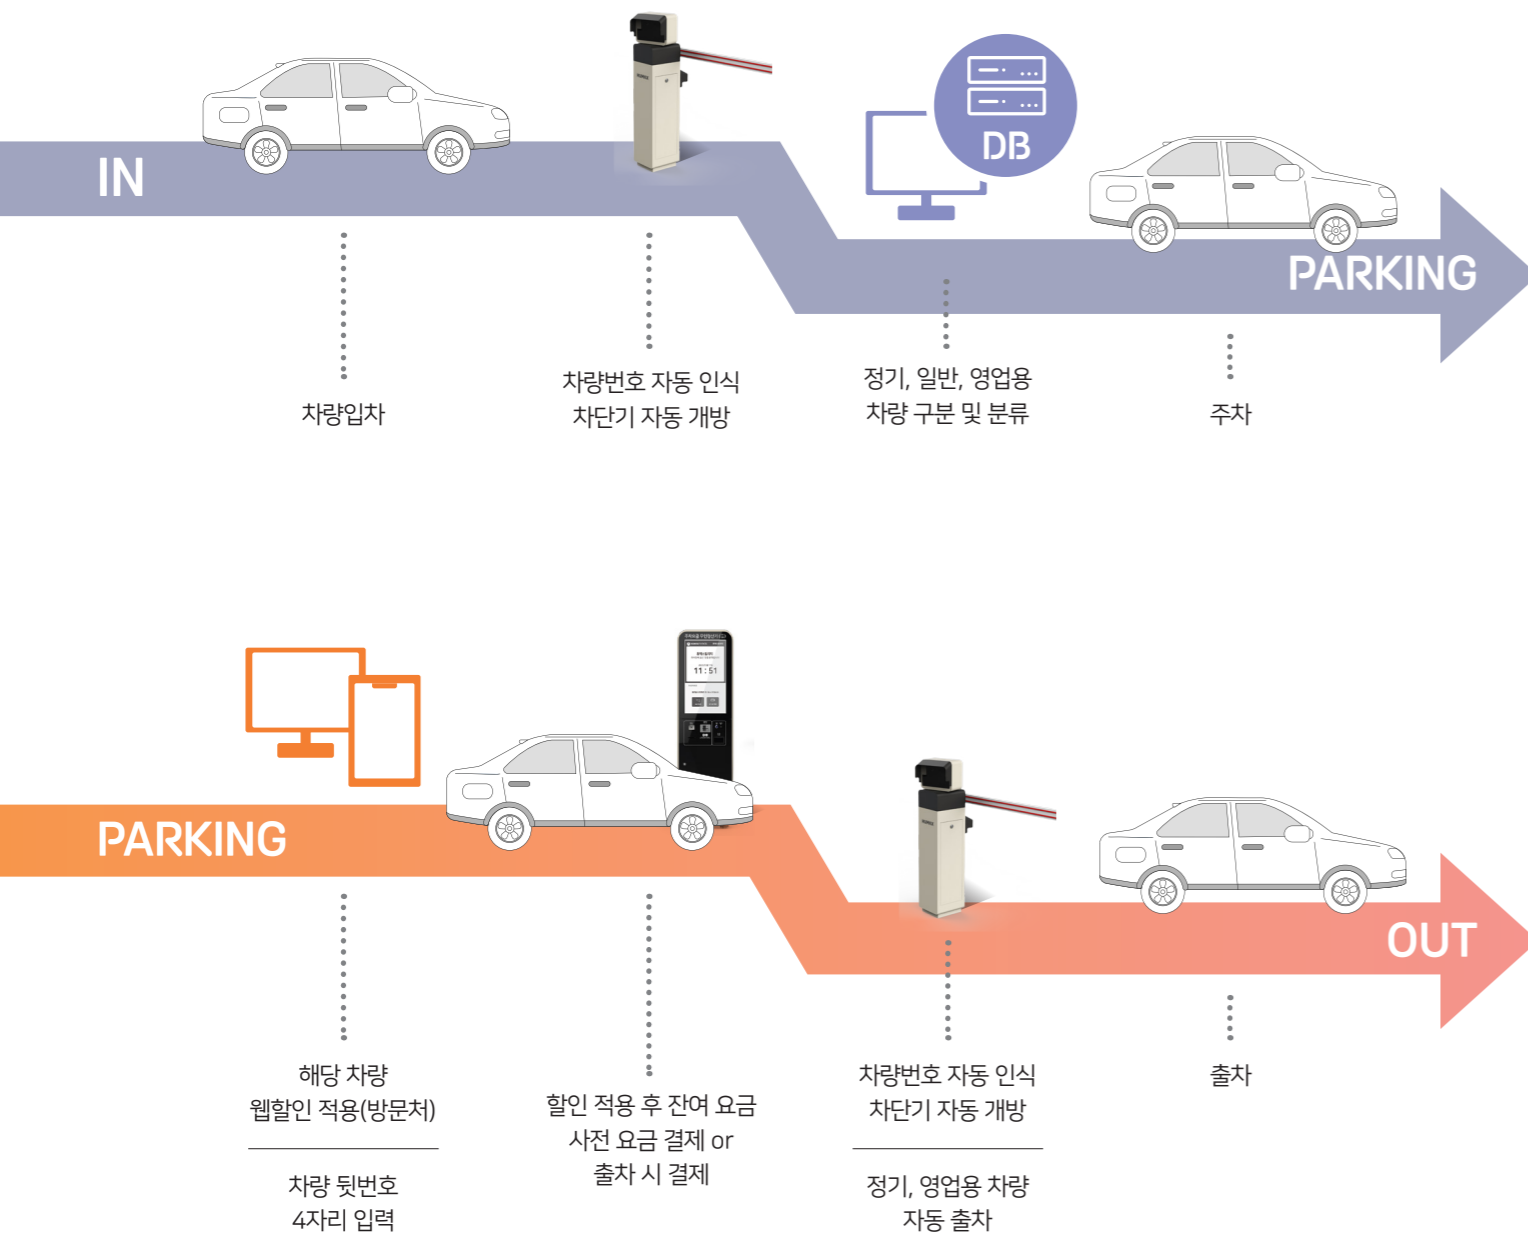 IN
DB
PARKING
차량입차
차량번호 자동 인식
차단기 자동 개방
정기, 일반, 영업용
차량 구분 및 분류
주차
11:51
PARKING
OUT
해당 차량
웹할인 적용(방문처)
차량 뒷번호
4자리 입력
할인 적용 후 잔여 요금
사전 요금 결제 or
출차 시 결제
차량번호 자동 인식
차단기 자동 개방
정기, 영업용 차량
자동 출차
출차